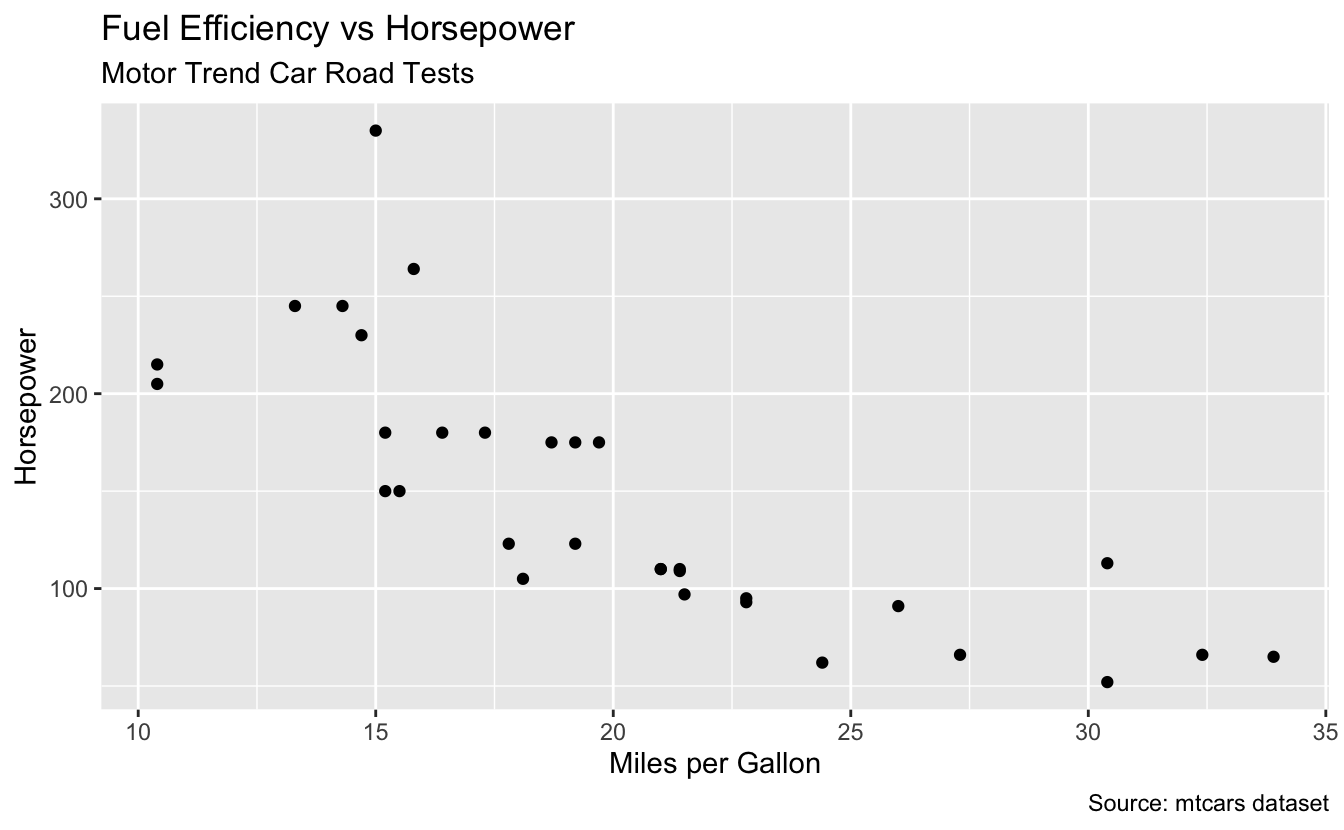 Fuel Efficiency vs Horsepower
Motor Trend Car Road Tests
Horsepower
300
200
100
10 15 20 25 30 35
Miles per Gallon
Source: mtcars dataset